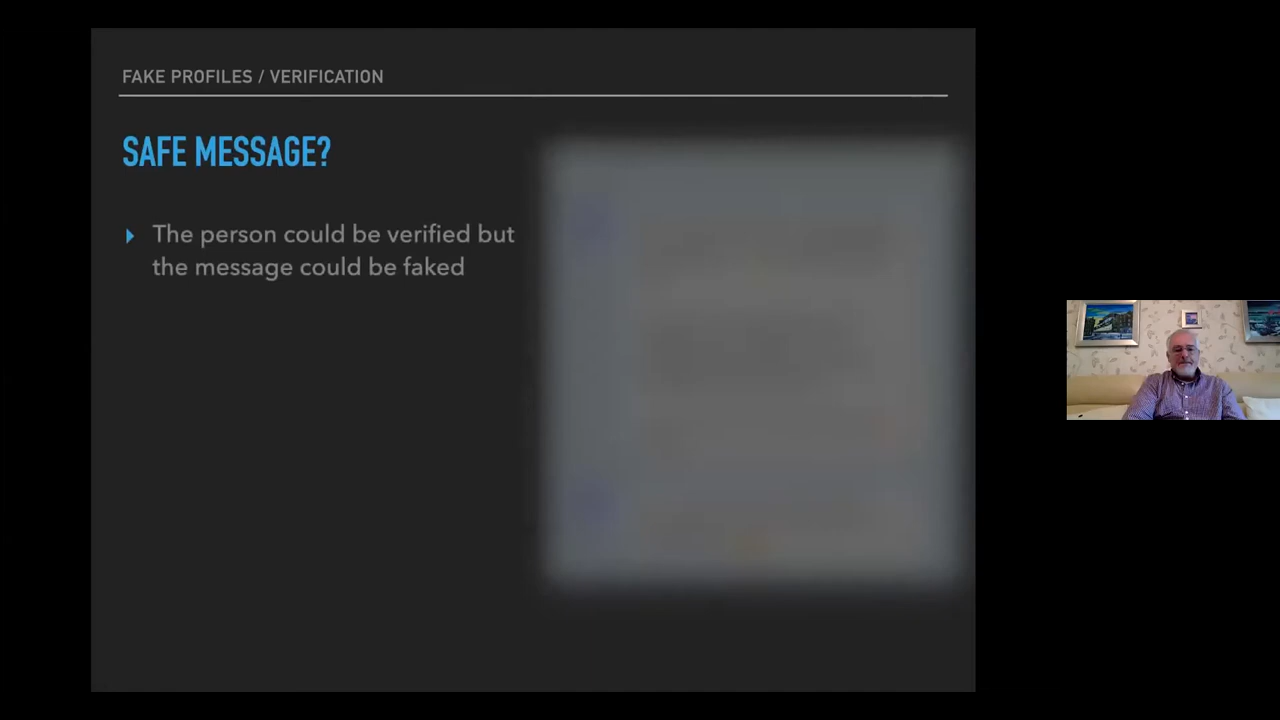 FAKE PROFILES / VERIFICATION
SAFE MESSAGE?
The person could be verified but
the message could be faked